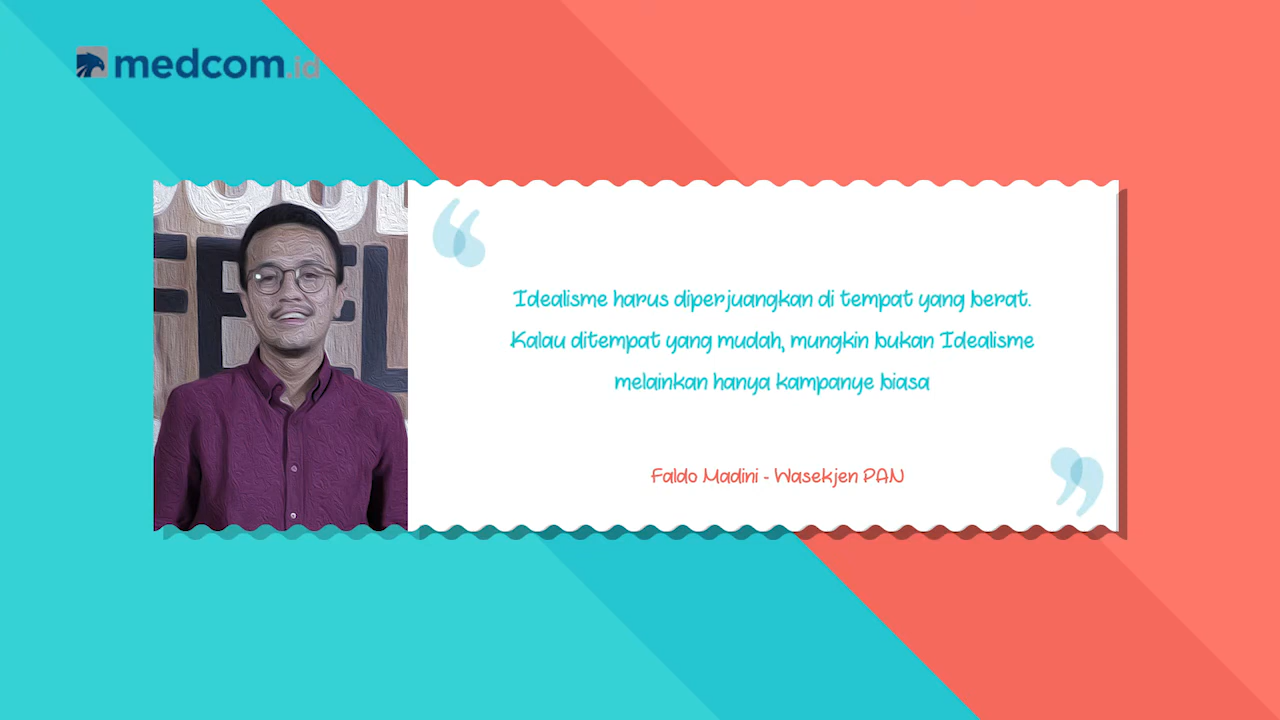 medcom.id
Idealisme harus diperjuangkan di tempat yang berat.
Kalau ditempat yang mudah, mungkin bukan Idealisme
melainkan hanya kampanye biasa
Faldo Madini - Wasekjen PAN